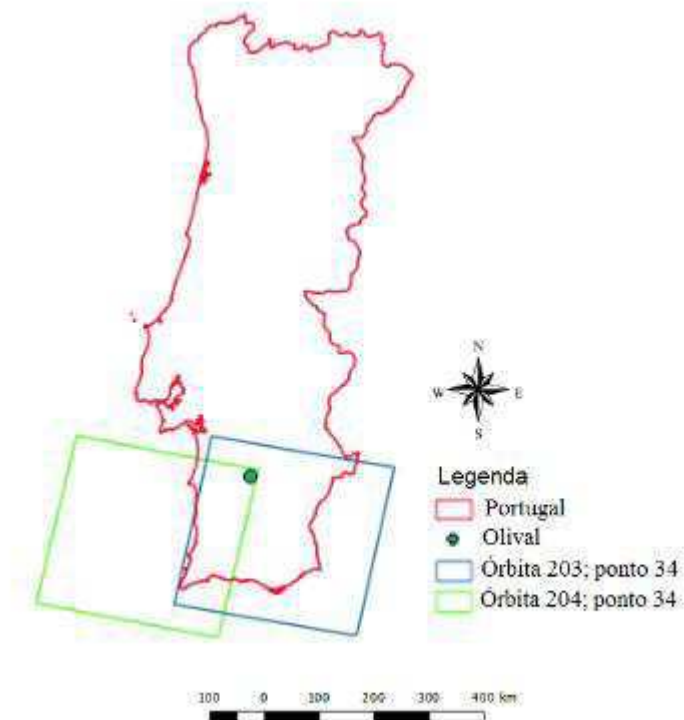 N
W E
S
Legenda
Portugal
Olival
Órbita 203; ponto 34
Órbita 204; ponto 34
100 0 100 200 300 400 km